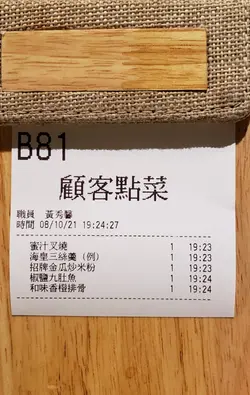 B81
顧客點菜
職員 黃秀馨
時間 08/10/21 19:24:27
蜜汁叉燒 1 19:23
海皇三絲羹 (例) 1 19:23
招牌金瓜炒米粉 1 19:23
椒鹽九肚魚 1 19:24
和味香橙排骨 1 19:24